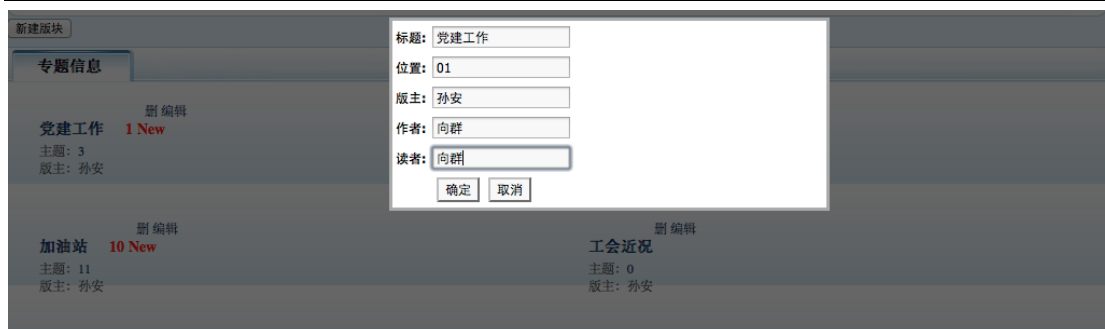 新建版块
标题: 党建工作
位置: 01
版主: 孙安
作者: 向群
读者: 向群
确定 取消
专题信息
删 编辑
党建工作 1 New
主题: 3
版主: 孙安
删 编辑
加油站 10 New
主题: 11
版主: 孙安
删 编辑
工会近况
主题: 0
版主: 孙安